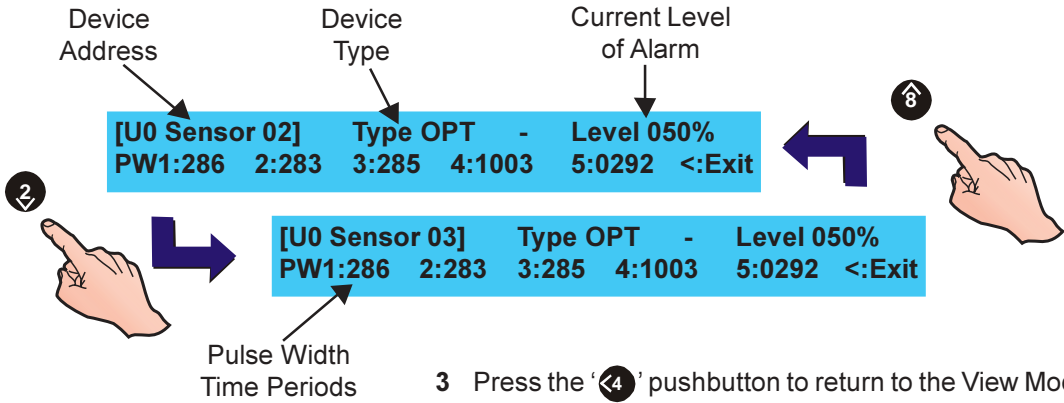 Device
Address
Device
Type
Current Level
of Alarm
8
[U0 Sensor 02] Type OPT - Level 050%
PW1:286 2:283 3:285 4:1003 5:0292 <:Exit
2
[U0 Sensor 03] Type OPT - Level 050%
PW1:286 2:283 3:285 4:1003 5:0292 <:Exit
Pulse Width
Time Periods
3 Press the ‘<4’ pushbutton to return to the View